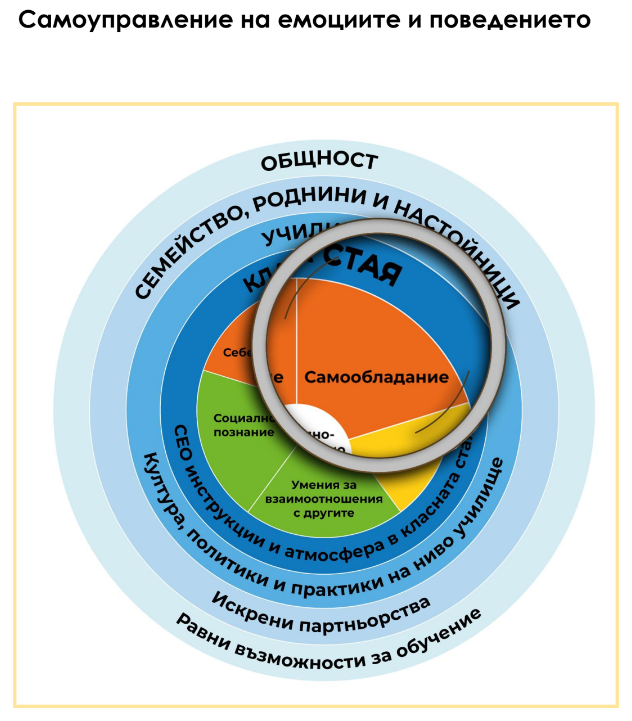 Самоуправление на емоциите и поведението
ОБЩНОСТ
СЕМЕЙСТВО, РОДНИНИ И НАСТОЙНИЦИ
СТАЯ
Самообладание
познание
Умения за
взаимоотношения
с другите
СЕО инструкции и атмосфера в класната
Култура, политики и практики на ниво училище
Искрени партньорства
Равни възможности за обучение